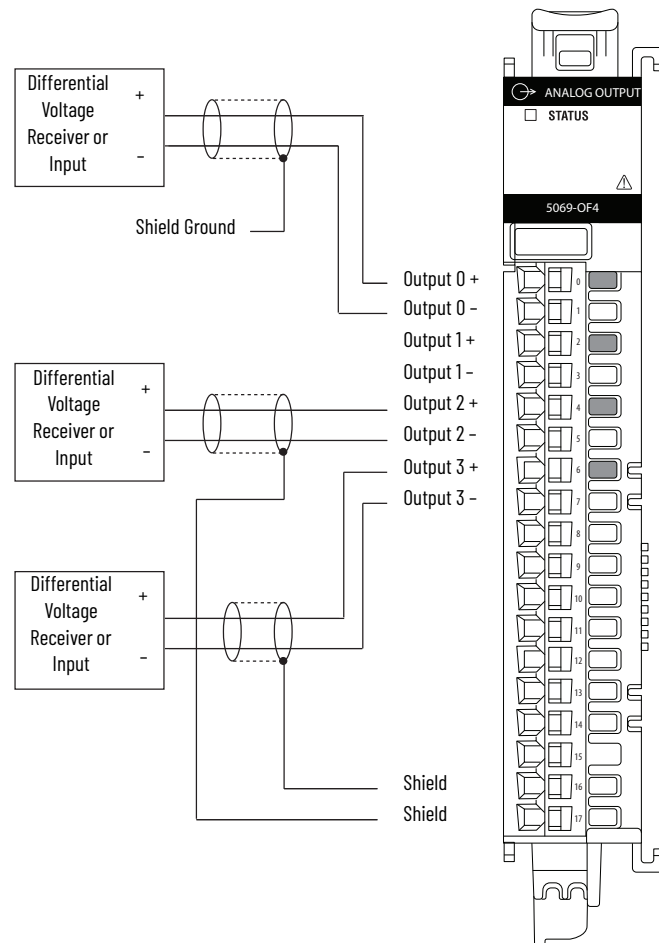 Differential
Voltage
Receiver or
Input
+
–
Shield Ground
Differential
Voltage
Receiver or
Input
+
–
Differential
Voltage
Receiver or
Input
+
–
Output 0 +
Output 0 –
Output 1 +
Output 1 –
Output 2 +
Output 2 –
Output 3 +
Output 3 –
Shield
Shield
ANALOG OUTPUT
STATUS
5069-OF4
0
1
2
3
4
5
6
7
8
9
10
11
12
13
14
15
16
17